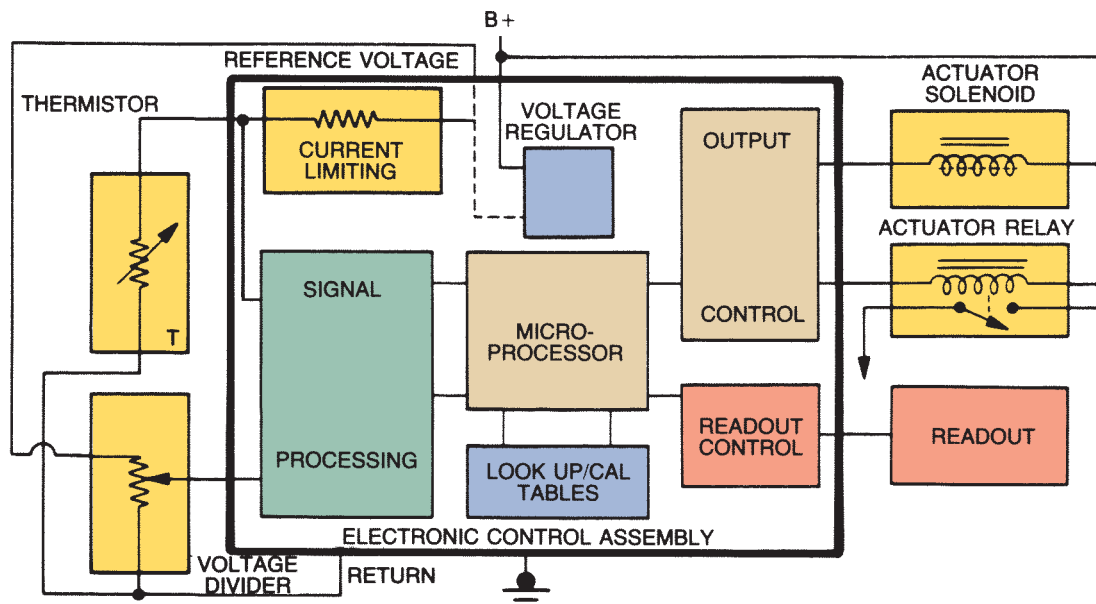 B+
REFERENCE VOLTAGE
THERMISTOR
CURRENT
LIMITING
VOLTAGE
REGULATOR
OUTPUT
CONTROL
ACTUATOR
SOLENOID
ACTUATOR RELAY
T
SIGNAL
PROCESSING
MICRO-
PROCESSOR
READOUT
CONTROL
READOUT
LOOK UP/CAL
TABLES
ELECTRONIC CONTROL ASSEMBLY
VOLTAGE
DIVIDER
RETURN